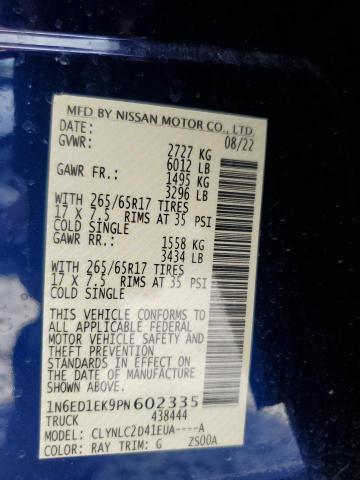 MFD BY NISSAN MOTOR CO., LTD.
DATE: 08/22
GVWR: 2727 KG
6012 LB
GAWR FR: 1495 KG
3296 LB
WITH 265/65R17 TIRES
17 X 7.5 RIMS AT 35 PSI
COLD SINGLE
GAWR RR: 1558 KG
3434 LB
WITH 265/65R17 TIRES
17 X 7.5 RIMS AT 35 PSI
COLD SINGLE
THIS VEHICLE CONFORMS TO
ALL APPLICABLE FEDERAL
MOTOR VEHICLE SAFETY
STANDARDS IN EFFECT ON THE
DATE OF MANUFACTURE SHOWN
ABOVE.
1N6ED1EK9PN602335
TRUCK 438444
MODEL: CLYNLC2D41EUA----A
COLOR: RAY TRIM: G ZS00A